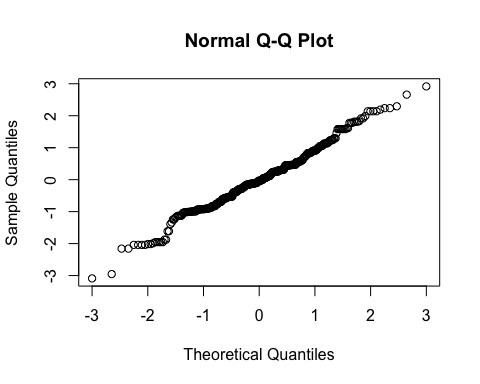 Normal Q-Q Plot
3
2
1
0
-1
-2
-3
Sample Quantiles
-3 -2 -1 0 1 2 3
Theoretical Quantiles